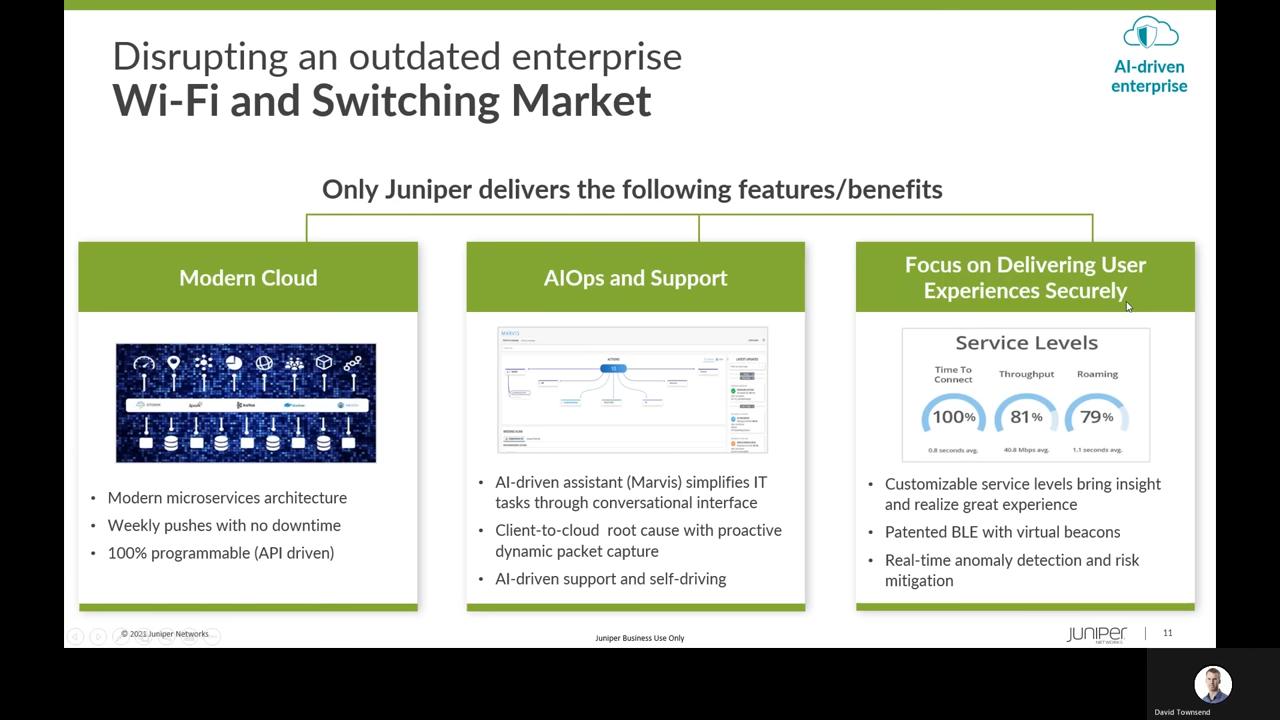 Disrupting an outdated enterprise
Wi-Fi and Switching Market
AI-driven
enterprise
Only Juniper delivers the following features/benefits
Modern Cloud
• Modern microservices architecture
• Weekly pushes with no downtime
• 100% programmable (API driven)
AIOps and Support
MARVIS
ACTIONS
LATEST UPDATES
• AI-driven assistant (Marvis) simplifies IT
tasks through conversational interface
• Client-to-cloud root cause with proactive
dynamic packet capture
• AI-driven support and self-driving
Focus on Delivering User
Experiences Securely
Service Levels
Time To
Connect
Throughput
Roaming
100% 81% 79%
0.8 seconds avg. 40.8 Mbps avg. 1.1 seconds avg.
• Customizable service levels bring insight
and realize great experience
• Patented BLE with virtual beacons
• Real-time anomaly detection and risk
mitigation
© 2021 Juniper Networks
Juniper Business Use Only
JUNIPER
NETWORKS
11
David Townsend